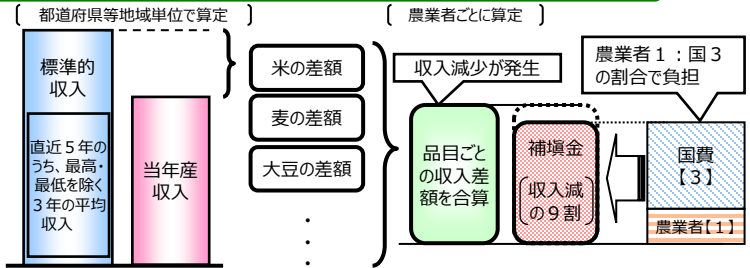 〔 都道府県等地域単位で算定 〕
〔 農業者ごとに算定 〕
標準的
収入
直近５年の
うち、最高・
最低を除く
３年の平均
収入
当年産
収入
米の差額
麦の差額
大豆の差額
・
・
・
収入減少が発生
品目ごと
の収入差
額を合算
補填金
収入減
の９割
農業者１：国３
の割合で負担
国費
【３】
農業者【１】